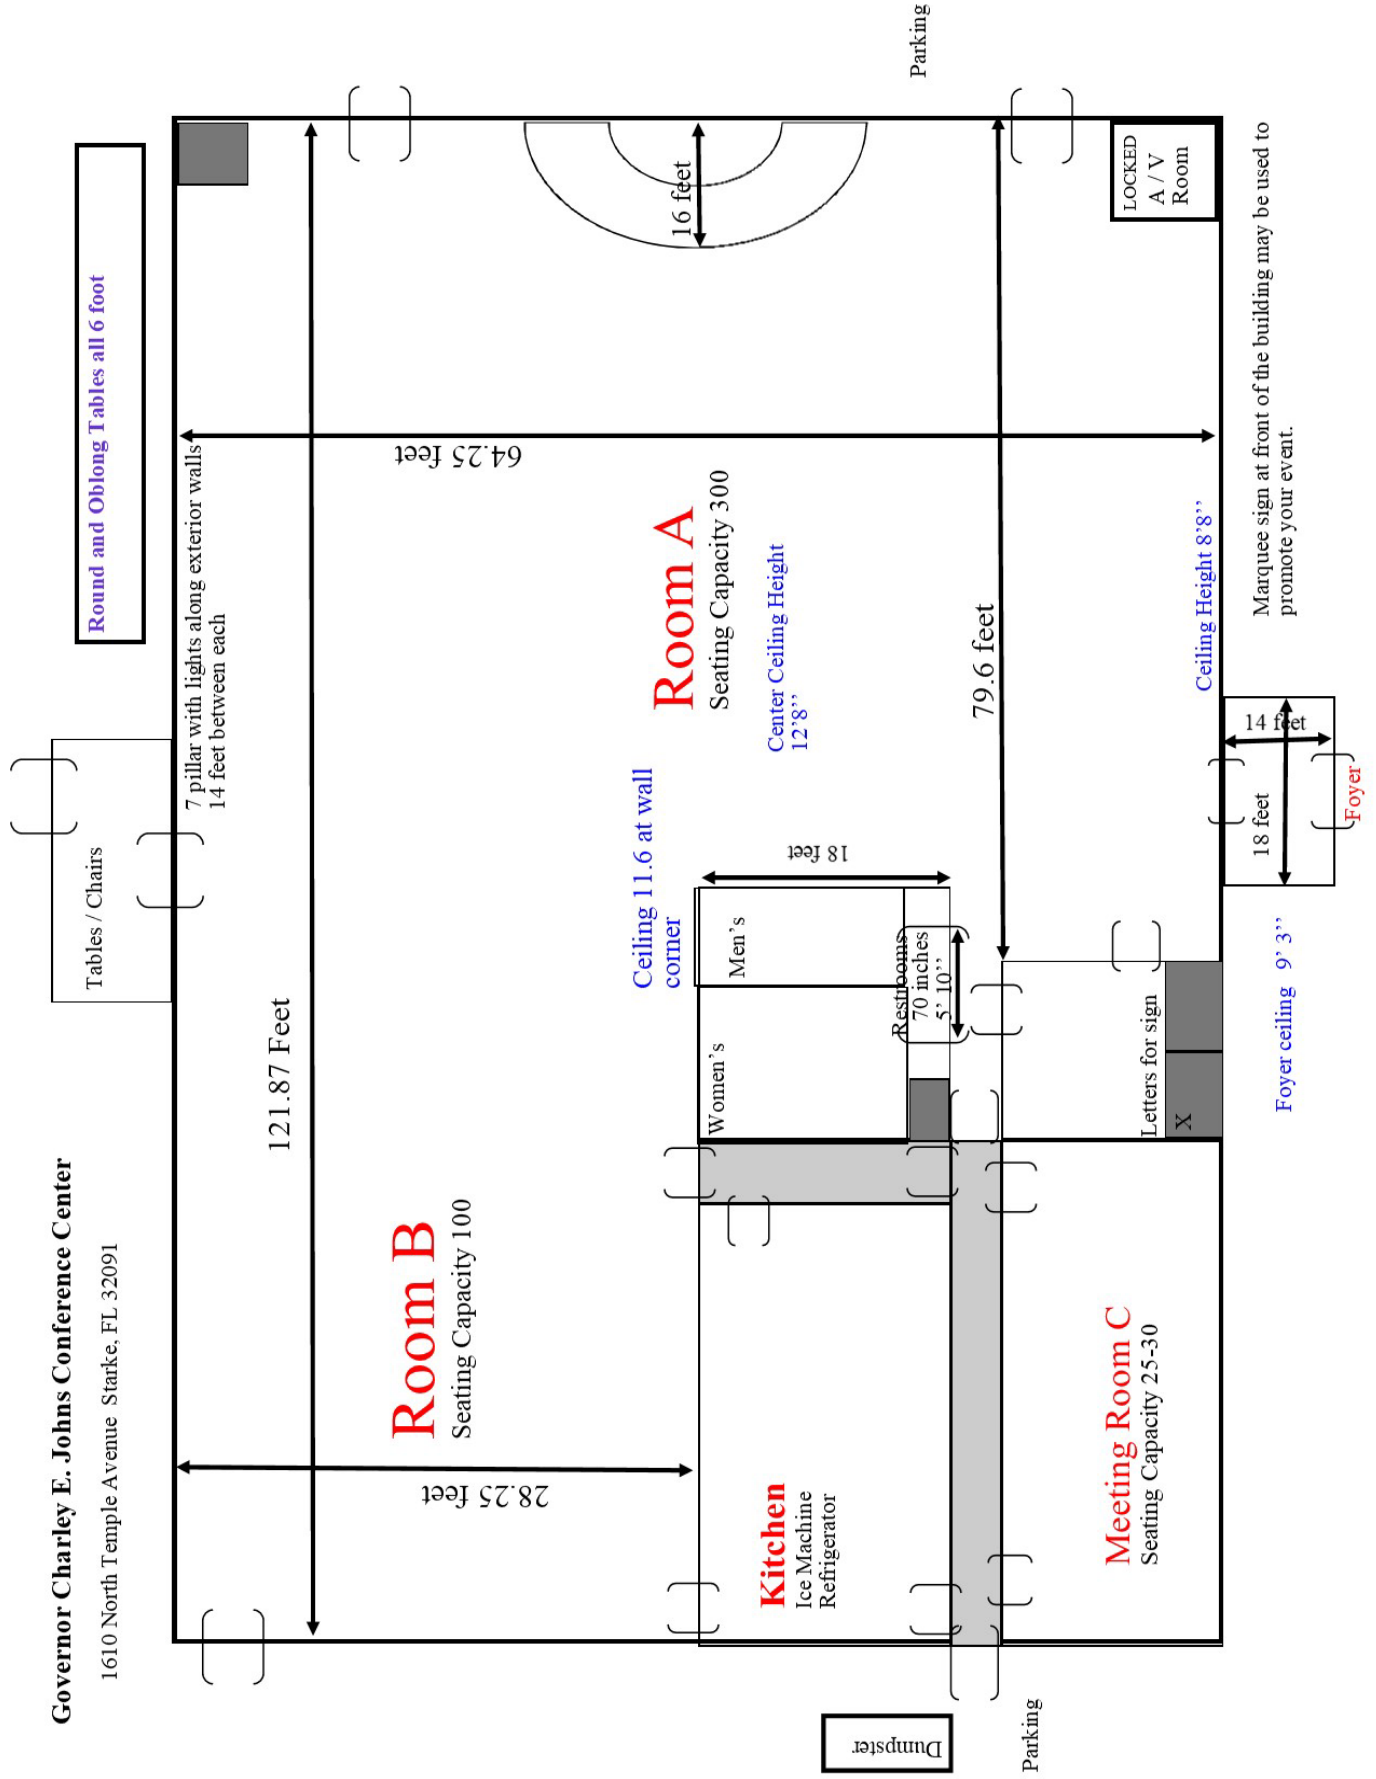 Governor Charley E. Johns Conference Center
1610 North Temple Avenue  Starke, FL 32091
Round and Oblong Tables all 6 foot
Tables / Chairs
7 pillar with lights along exterior walls
14 feet between each
121.87 Feet
64.25 feet
28.25 feet
Room B
Seating Capacity 100
Room A
Seating Capacity 300
Center Ceiling Height
12’8’’
Ceiling 11.6 at wall
corner
16 feet
79.6 feet
18 feet
Men’s
Women’s
Restrooms
70 inches
5’ 10’’
Kitchen
Ice Machine
Refrigerator
Meeting Room C
Seating Capacity 25-30
Letters for sign
X
LOCKED
A / V
Room
Ceiling Height 8’8’’
14 feet
18 feet
Foyer
Foyer ceiling  9’ 3’’
Marquee sign at front of the building may be used to
promote your event.
Parking
Parking
Dumpster